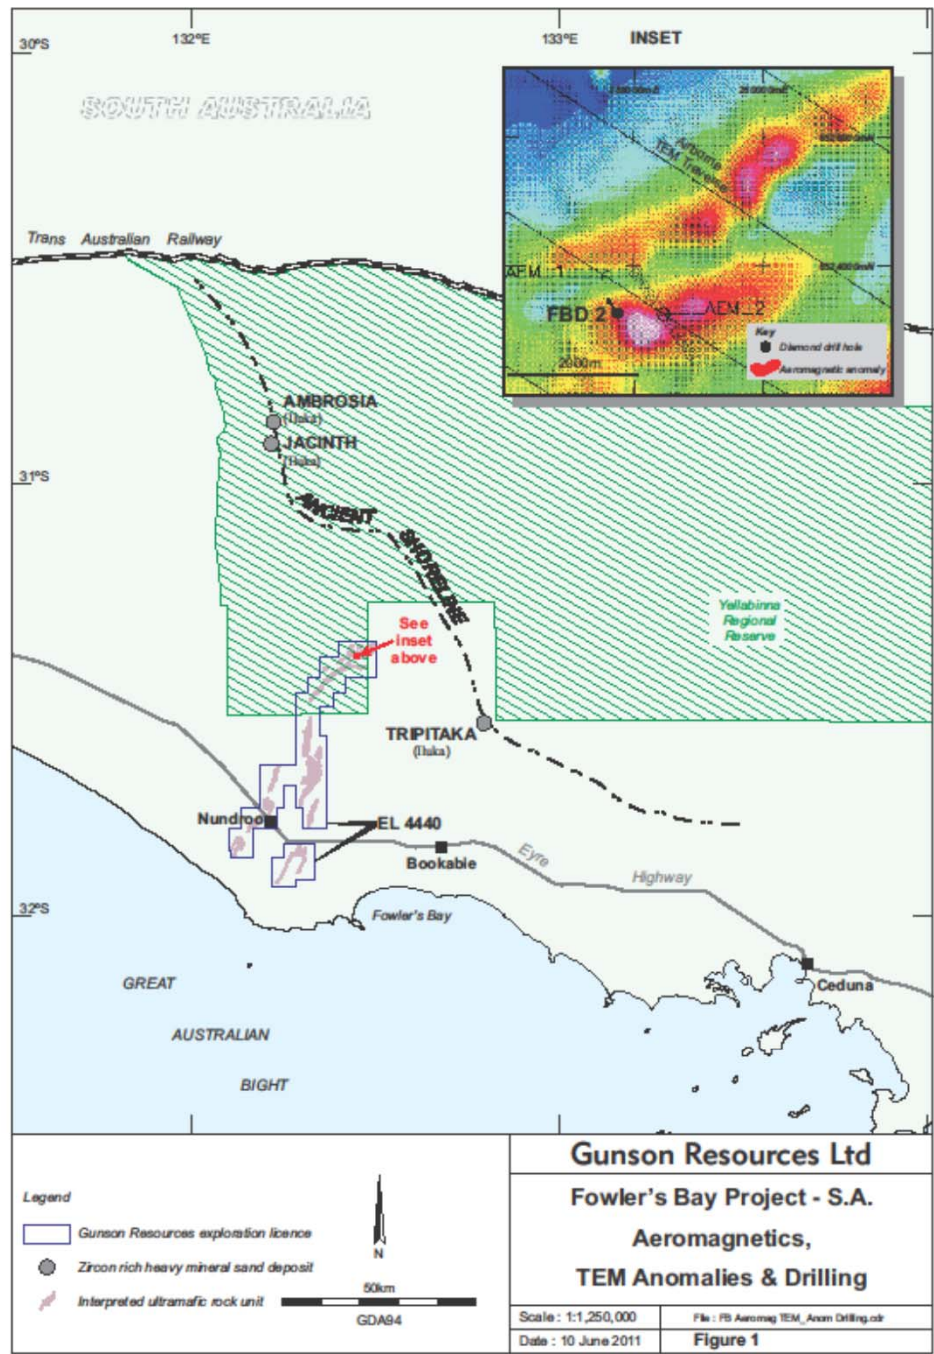 132°E
133°E
INSET
30°S
SOUTH AUSTRALIA
Airborne
TEM Traverse
Trans Australian Railway
AEM_1
FBD 2
AEM_2
Key
Diamond drill hole
Aeromagnetic anomaly
2000m
AMBROSIA
(Iluka)
JACINTH
(Iluka)
31°S
ANCIENT SHORELINE
Yellabinna
Regional
Reserve
See
inset
above
TRIPITAKA
(Iluka)
Nundroo
EL 4440
Bookabie
Eyre Highway
32°S
Fowler's Bay
Ceduna
GREAT
AUSTRALIAN
BIGHT
Legend
Gunson Resources exploration licence
Zircon rich heavy mineral sand deposit
Interpreted ultramafic rock unit
N
50km
GDA94
Gunson Resources Ltd
Fowler's Bay Project - S.A.
Aeromagnetics,
TEM Anomalies & Drilling
Scale : 1:1,250,000
File : FB Aeromag TEM_Anom Drilling.cdr
Date : 10 June 2011
Figure 1